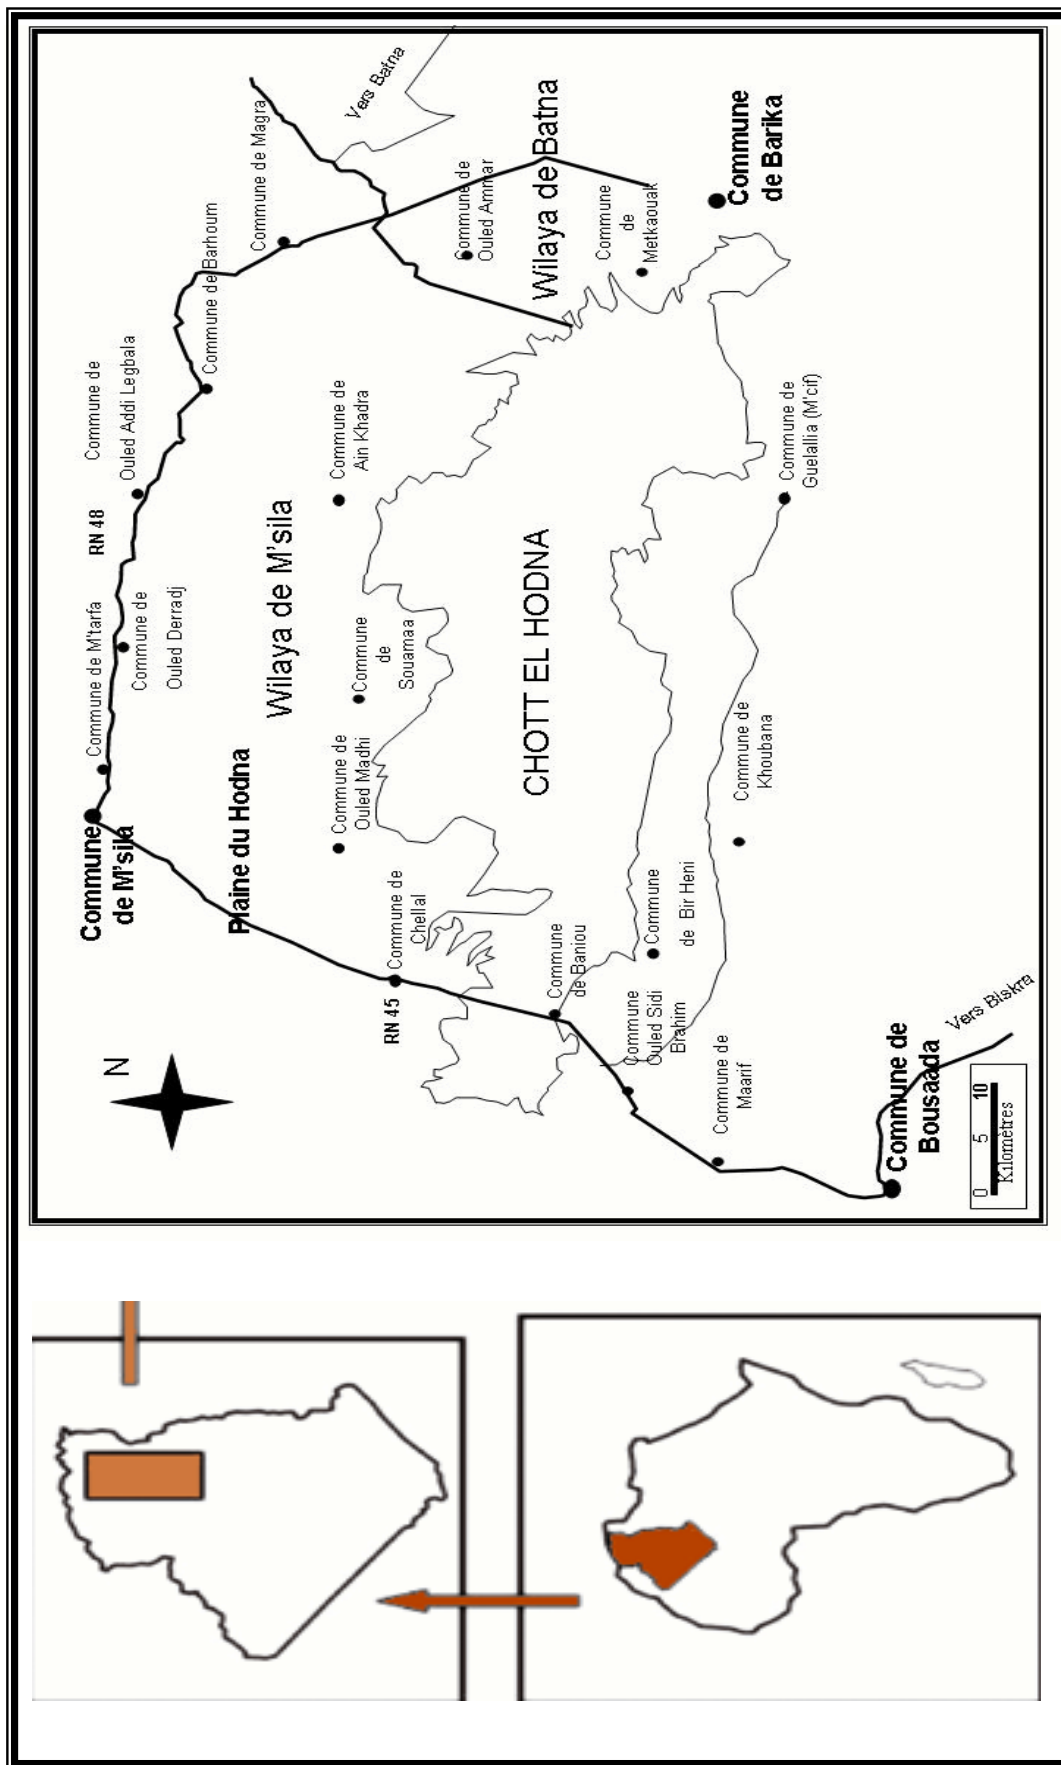 Vers Batna
Commune de Magra
Commune de Barhoum
Commune de
Ouled Addi Legbala
RN 48
Commune de
Ouled Derradj
Commune de M'tarfa
Commune
de M'sila
Commune de
Ouled Ammar
Wilaya de Batna
Commune
de
Metkaouak
Commune
de Barika
Commune de
Ain Khadra
Wilaya de M'sila
Commune
de
Souamaa
Commune de
Ouled Madhi
Plaine du Hodna
CHOTT EL HODNA
Commune de
Guelallia (M'cif)
Commune de
Khoubana
Commune de
Chellal
RN 45
Commune
de Baniou
Commune
de Bir Heni
Commune
Ouled Sidi
Brahim
Commune de
Maarif
N
Commune de
Bousaada
Vers Biskra
0 5 10
Kilomètres